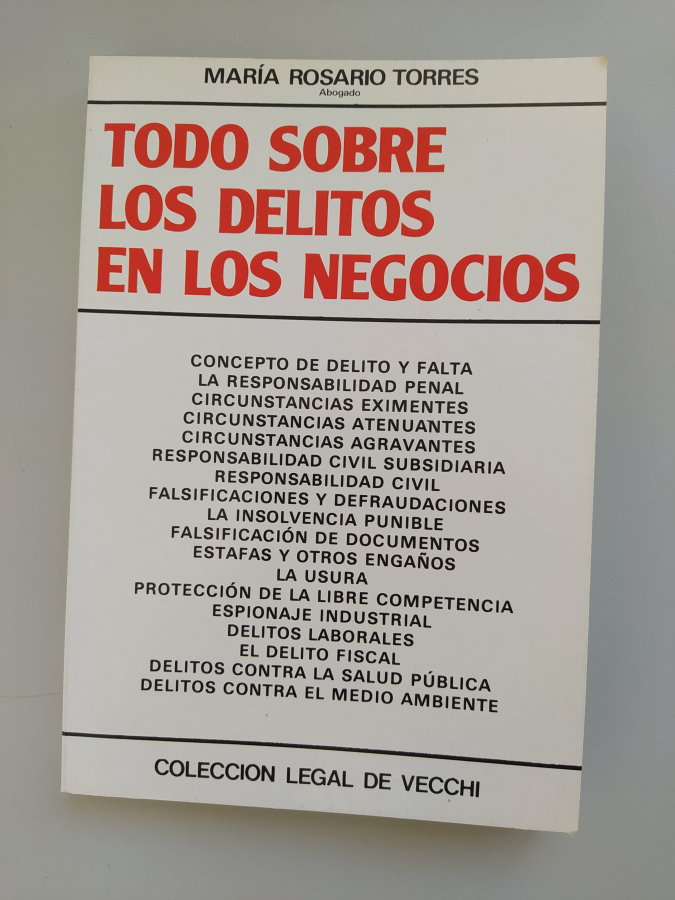 MARÍA ROSARIO TORRES
Abogado
TODO SOBRE
LOS DELITOS
EN LOS NEGOCIOS
CONCEPTO DE DELITO Y FALTA
LA RESPONSABILIDAD PENAL
CIRCUNSTANCIAS EXIMENTES
CIRCUNSTANCIAS ATENUANTES
CIRCUNSTANCIAS AGRAVANTES
RESPONSABILIDAD CIVIL SUBSIDIARIA
RESPONSABILIDAD CIVIL
FALSIFICACIONES Y DEFRAUDACIONES
LA INSOLVENCIA PUNIBLE
FALSIFICACIÓN DE DOCUMENTOS
ESTAFAS Y OTROS ENGAÑOS
LA USURA
PROTECCIÓN DE LA LIBRE COMPETENCIA
ESPIONAJE INDUSTRIAL
DELITOS LABORALES
EL DELITO FISCAL
DELITOS CONTRA LA SALUD PÚBLICA
DELITOS CONTRA EL MEDIO AMBIENTE
COLECCION LEGAL DE VECCHI